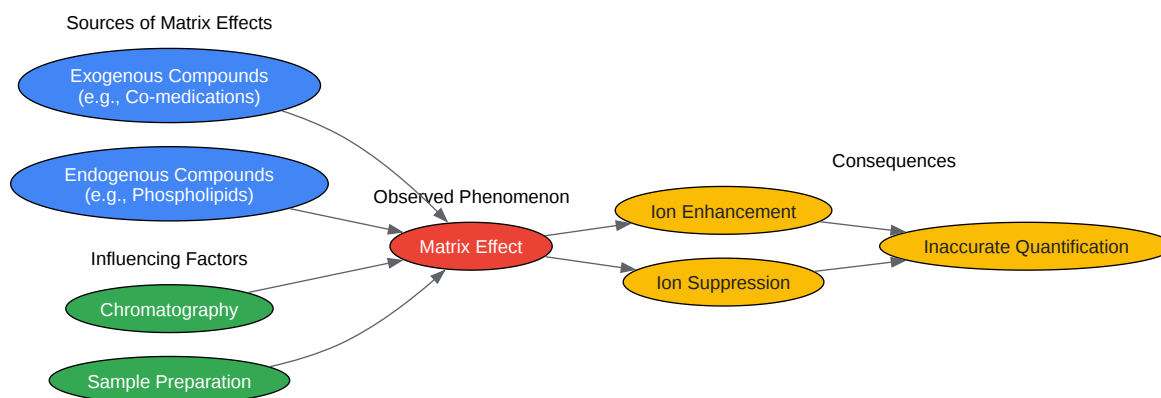 Sources of Matrix Effects
Exogenous Compounds
(e.g., Co-medications)
Endogenous Compounds
(e.g., Phospholipids)
Influencing Factors
Chromatography
Sample Preparation
Observed Phenomenon
Matrix Effect
Consequences
Ion Enhancement
Ion Suppression
Inaccurate Quantification